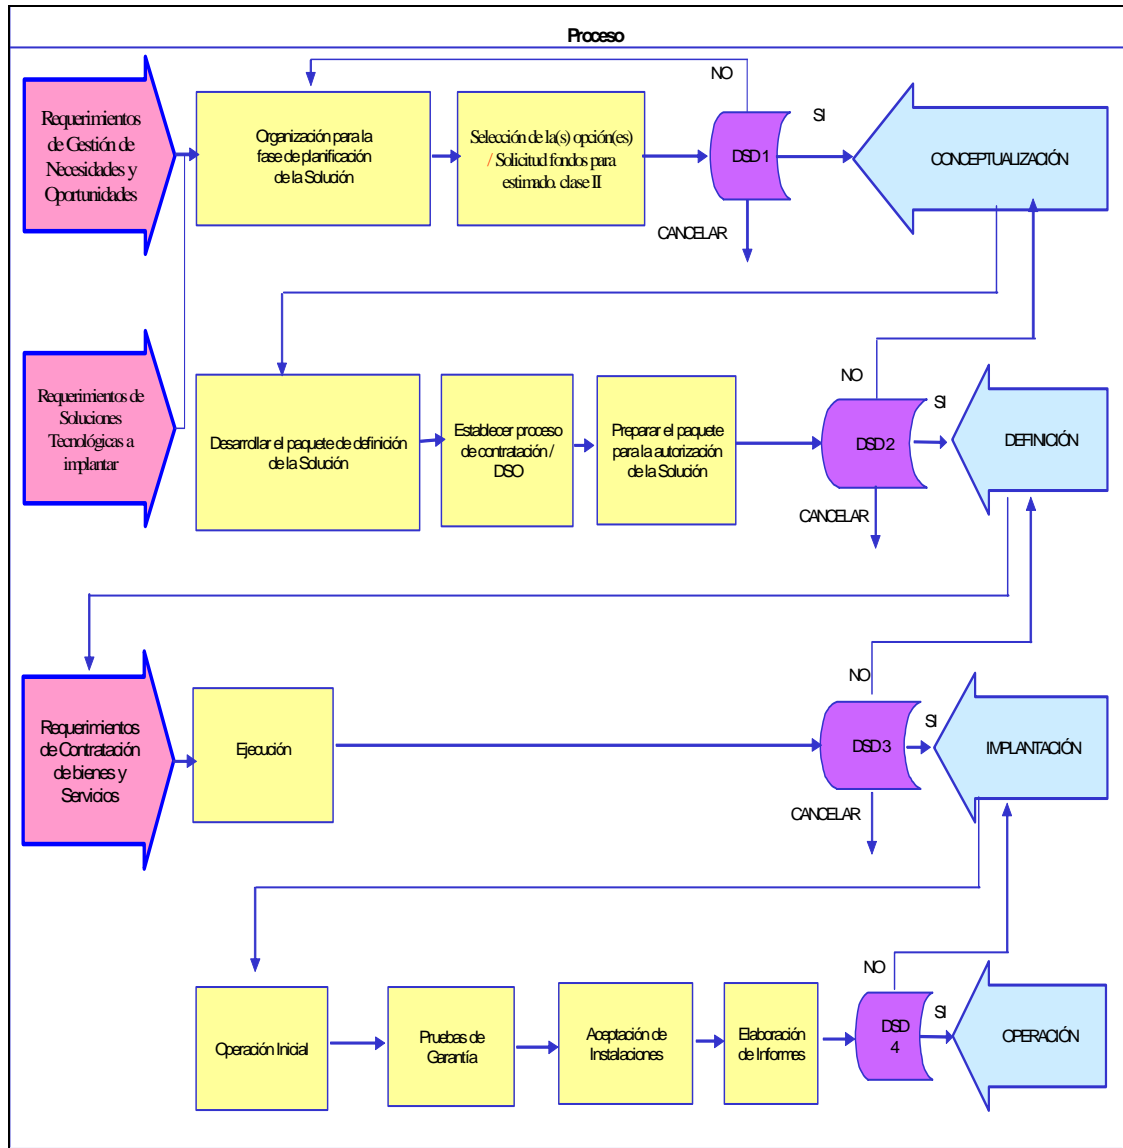 Proceso
NO
SI
Requerimientos
de Gestión de
Necesidades y
Oportunidades
Organización para la
fase de planificación
de la Solución
Selección de la(s) opción(es)
/ Solicitud fondos para
estimado. clase II
DSD 1
CONCEPTUALIZACIÓN
CANCELAR
NO
SI
Requerimientos de
Soluciones
Tecnológicas a
implantar
Desarrollar el paquete de definición
de la Solución
Establecer proceso
de contratación /
DSO
Preparar el paquete
para la autorización
de la Solución
DSD 2
DEFINICIÓN
CANCELAR
NO
SI
Requerimientos
de Contratación
de bienes y
Servicios
Ejecución
DSD 3
IMPLANTACIÓN
CANCELAR
NO
SI
Operación Inicial
Pruebas de
Garantía
Aceptación de
Instalaciones
Elaboración
de Informes
DSD
4
OPERACIÓN